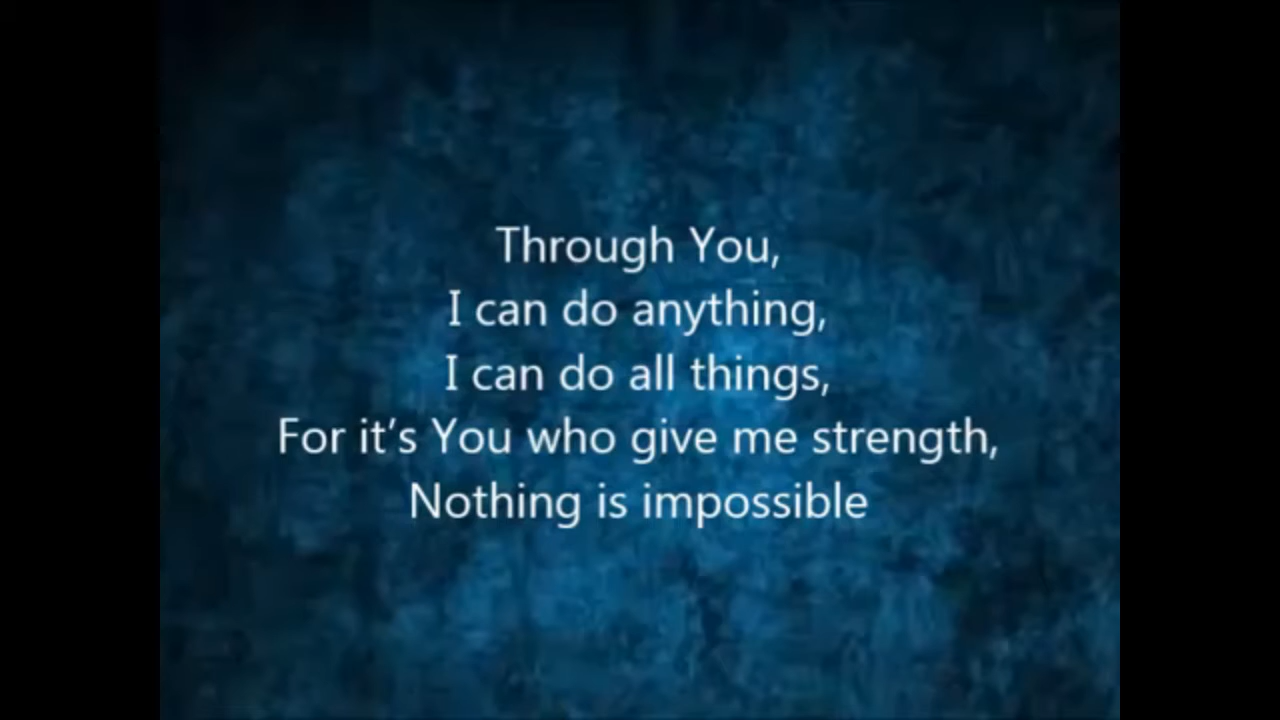 Through You,
I can do anything,
I can do all things,
For it’s You who give me strength,
Nothing is impossible